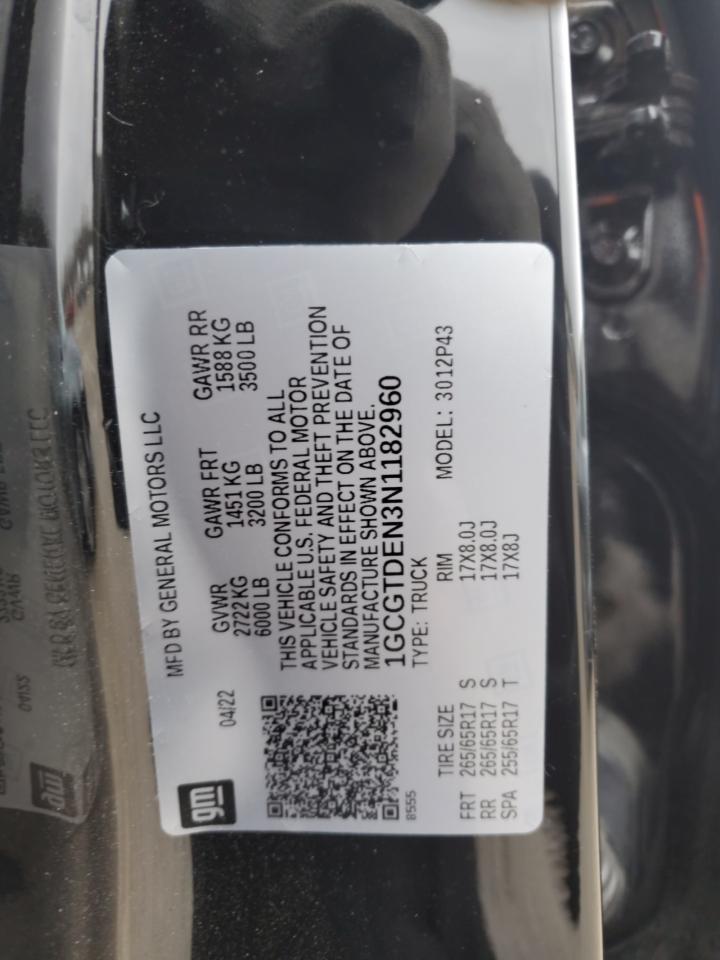 gm
MFD BY GENERAL MOTORS LLC
04/22
GVWR GAWR FRT GAWR RR
2722 KG 1451 KG 1588 KG
6000 LB 3200 LB 3500 LB
THIS VEHICLE CONFORMS TO ALL
APPLICABLE U.S. FEDERAL MOTOR
VEHICLE SAFETY AND THEFT PREVENTION
STANDARDS IN EFFECT ON THE DATE OF
MANUFACTURE SHOWN ABOVE.
1GCGTDEN3N1182960
8555
TYPE: TRUCK
TIRE SIZE RIM MODEL: 3012P43
FRT 265/65R17 S 17X8.0J
RR 265/65R17 S 17X8.0J
SPA 255/65R17 T 17X8J